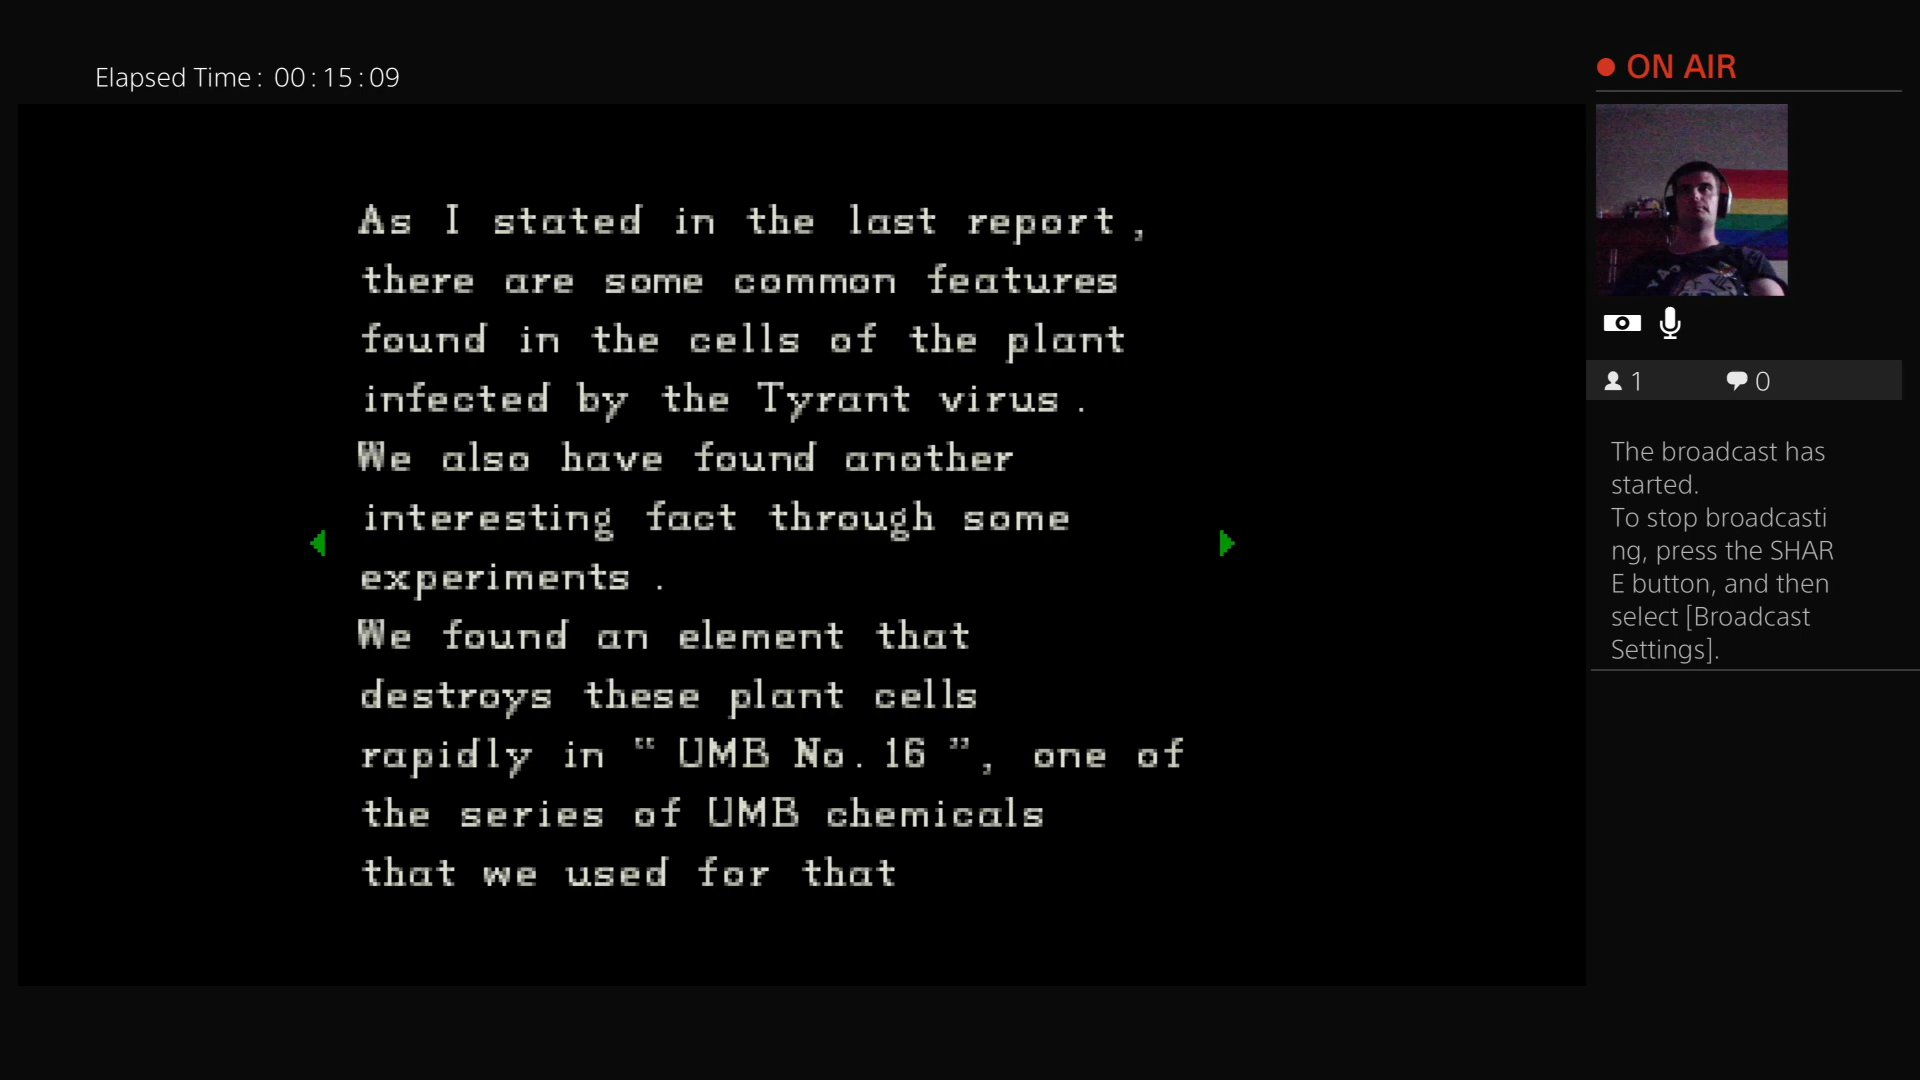 Elapsed Time: 00:15:09
ON AIR
As I stated in the last report,
there are some common features
found in the cells of the plant
infected by the Tyrant virus.
We also have found another
interesting fact through some
experiments.
We found an element that
destroys these plant cells
rapidly in "UMB No.16", one of
the series of UMB chemicals
that we used for that
1
0
The broadcast has
started.
To stop broadcasti
ng, press the SHAR
E button, and then
select [Broadcast
Settings].